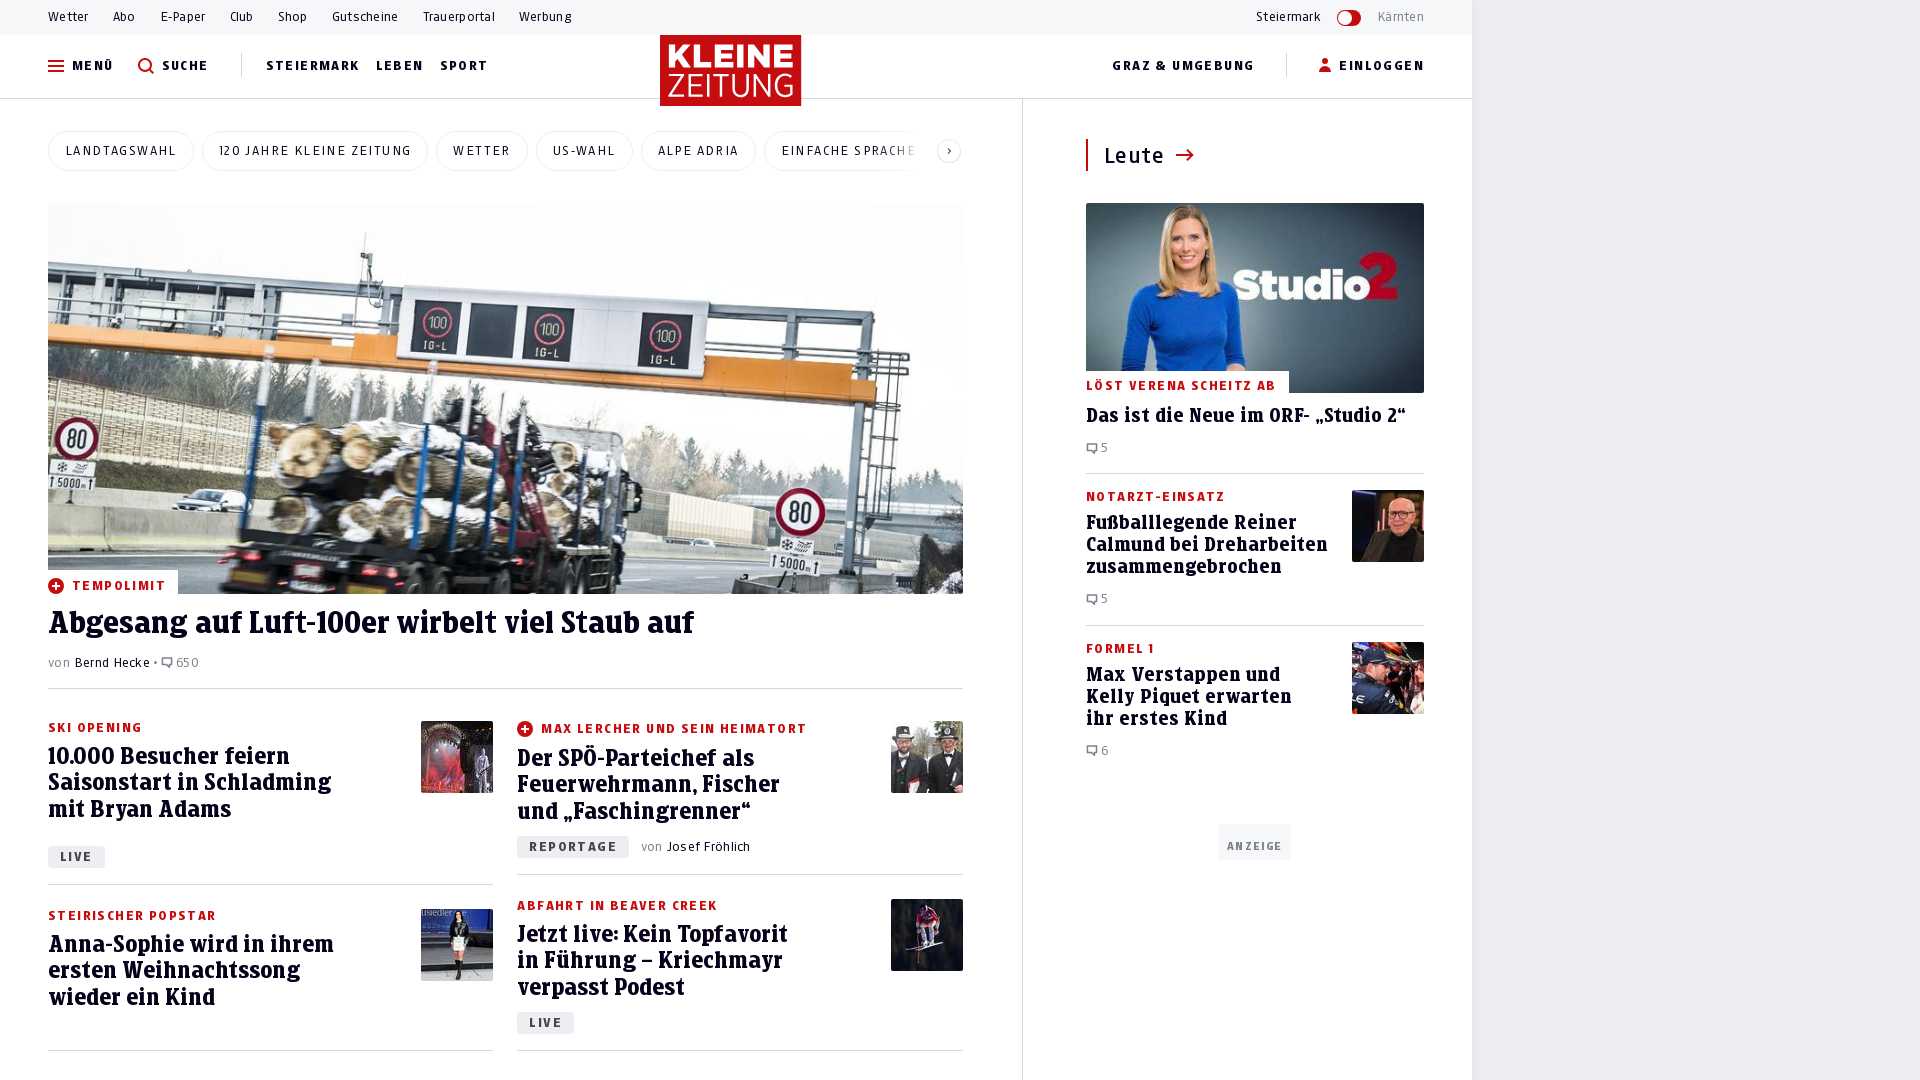 Wetter
Abo
E-Paper
Club
Shop
Gutscheine
Trauerportal
Werbung
Steiermark
Kärnten
MENÜ
SUCHE
STEIERMARK
LEBEN
SPORT
KLEINE
ZEITUNG
GRAZ & UMGEBUNG
EINLOGGEN
LANDTAGSWAHL
120 JAHRE KLEINE ZEITUNG
WETTER
US-WAHL
ALPE ADRIA
EINFACHE SPRACHE
100
IG-L
100
IG-L
100
IG-L
80
5000m
80
5000m
TEMPOLIMIT
Abgesang auf Luft-100er wirbelt viel Staub auf
von Bernd Hecke • 650
SKI OPENING
10.000 Besucher feiern
Saisonstart in Schladming
mit Bryan Adams
LIVE
MAX LERCHER UND SEIN HEIMATORT
Der SPÖ-Parteichef als
Feuerwehrmann, Fischer
und „Faschingrenner“
REPORTAGE
von Josef Fröhlich
STEIRISCHER POPSTAR
Anna-Sophie wird in ihrem
ersten Weihnachtssong
wieder ein Kind
ABFAHRT IN BEAVER CREEK
Jetzt live: Kein Topfavorit
in Führung – Kriechmayr
verpasst Podest
LIVE
Leute
Studio2
LÖST VERENA SCHEITZ AB
Das ist die Neue im ORF- „Studio 2“
5
NOTARZT-EINSATZ
Fußballlegende Reiner
Calmund bei Dreharbeiten
zusammengebrochen
5
FORMEL 1
Max Verstappen und
Kelly Piquet erwarten
ihr erstes Kind
6
ANZEIGE